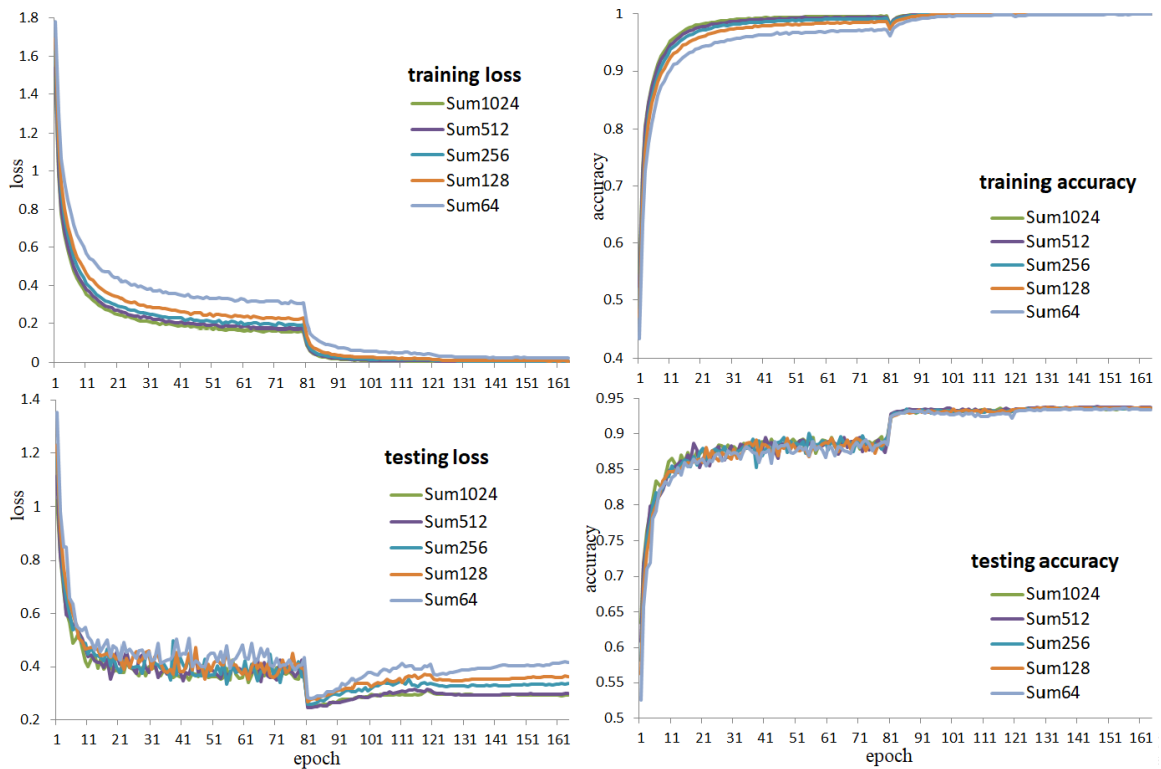 1.8
1.6
1.4
1.2
1
0.8
0.6
0.4
0.2
0
loss
training loss
Sum1024
Sum512
Sum256
Sum128
Sum64
1 11 21 31 41 51 61 71 81 91 101 111 121 131 141 151 161
1
0.9
0.8
0.7
0.6
0.5
0.4
accuracy
training accuracy
Sum1024
Sum512
Sum256
Sum128
Sum64
1 11 21 31 41 51 61 71 81 91 101 111 121 131 141 151 161
1.4
1.2
1
0.8
0.6
0.4
0.2
loss
testing loss
Sum1024
Sum512
Sum256
Sum128
Sum64
1 11 21 31 41 51 61 71 81 91 101 111 121 131 141 151 161
epoch
0.95
0.9
0.85
0.8
0.75
0.7
0.65
0.6
0.55
0.5
accuracy
testing accuracy
Sum1024
Sum512
Sum256
Sum128
Sum64
1 11 21 31 41 51 61 71 81 91 101 111 121 131 141 151 161
epoch